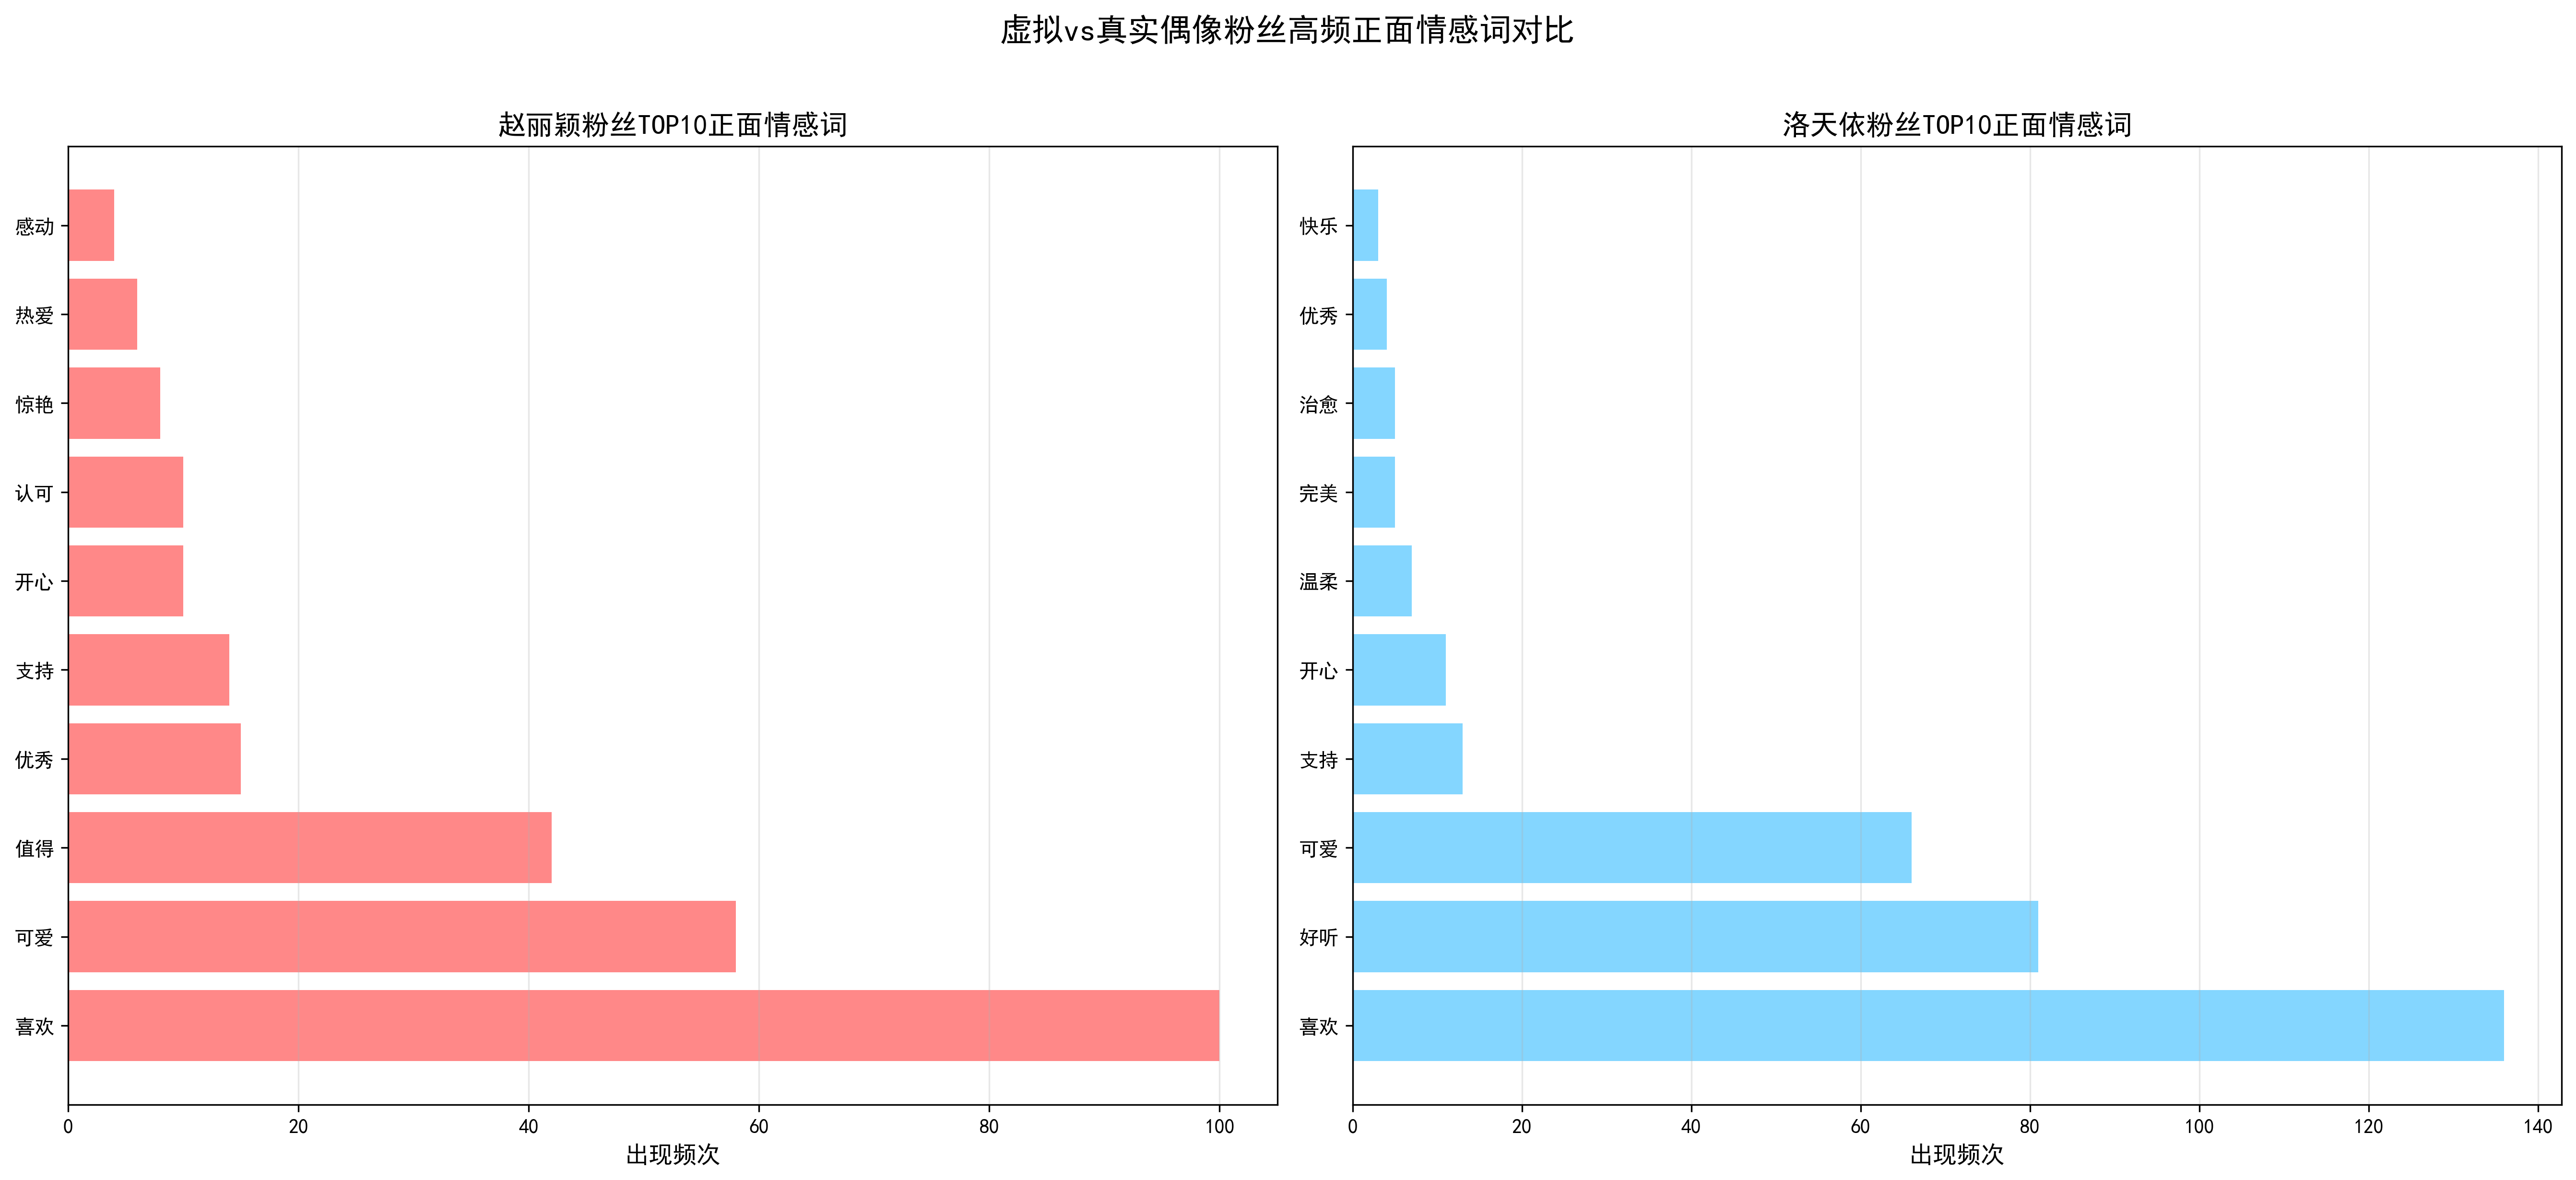 虚拟vs真实偶像粉丝高频正面情感词对比
赵丽颖粉丝TOP10正面情感词
感动
热爱
惊艳
认可
开心
支持
优秀
值得
可爱
喜欢
0 20 40 60 80 100
出现频次
洛天依粉丝TOP10正面情感词
快乐
优秀
治愈
完美
温柔
开心
支持
可爱
好听
喜欢
0 20 40 60 80 100 120 140
出现频次